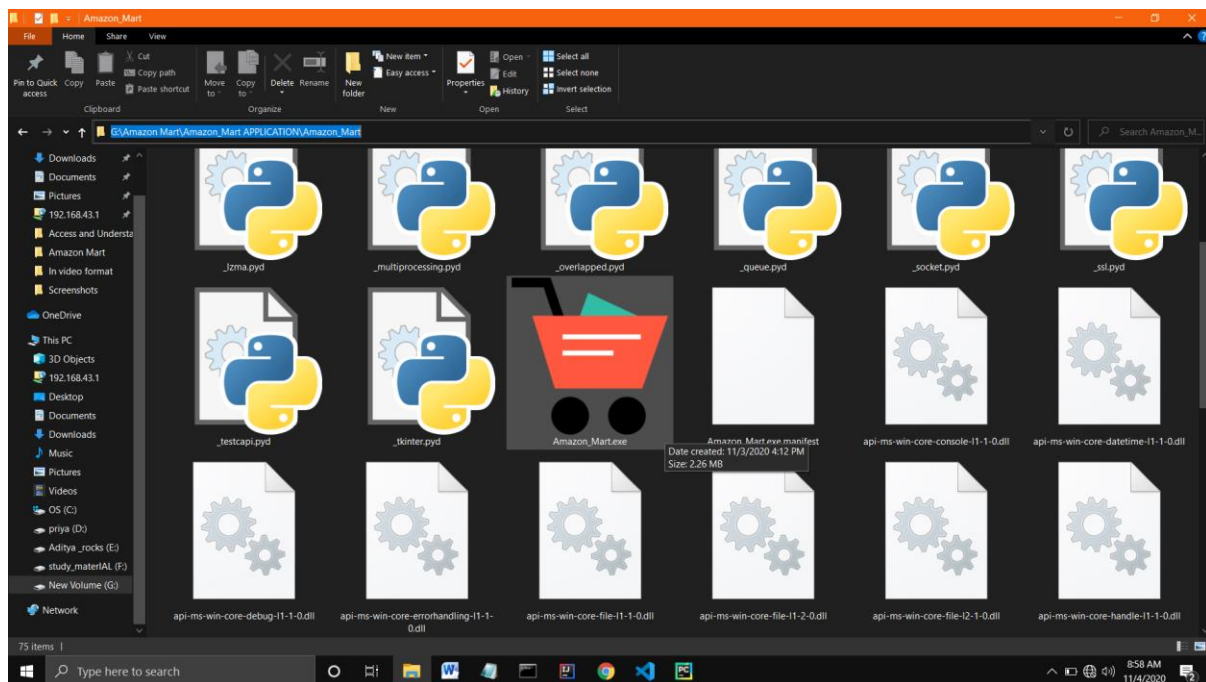 Amazon_Mart
File Home Share View
Pin to Quick access
Copy
Paste
Cut
Copy path
Paste shortcut
Clipboard
Move to
Copy to
Delete
Rename
Organize
New folder
New item
Easy access
New
Properties
Open
Edit
History
Open
Select all
Select none
Invert selection
Select
G:\Amazon Mart\Amazon_Mart APPLICATION\Amazon_Mart
Search Amazon_M...
Downloads
Documents
Pictures
192.168.43.1
Access and Understa
Amazon Mart
In video format
Screenshots
OneDrive
This PC
3D Objects
192.168.43.1
Desktop
Documents
Downloads
Music
Pictures
Videos
OS (C:)
priya (D:)
Aditya _rocks (E:)
study_materIAL (F:)
New Volume (G:)
Network
_lzma.pyd
_multiprocessing.pyd
_overlapped.pyd
_queue.pyd
_socket.pyd
_ssl.pyd
_testcapi.pyd
_tkinter.pyd
Amazon_Mart.exe
Amazon_Mart.exe.manifest
api-ms-win-core-console-l1-1-0.dll
api-ms-win-core-datetime-l1-1-0.dll
Date created: 11/3/2020 4:12 PM
Size: 2.26 MB
api-ms-win-core-debug-l1-1-0.dll
api-ms-win-core-errorhandling-l1-1-
0.dll
api-ms-win-core-file-l1-1-0.dll
api-ms-win-core-file-l1-2-0.dll
api-ms-win-core-file-l2-1-0.dll
api-ms-win-core-handle-l1-1-0.dll
75 items
Type here to search
8:58 AM
11/4/2020